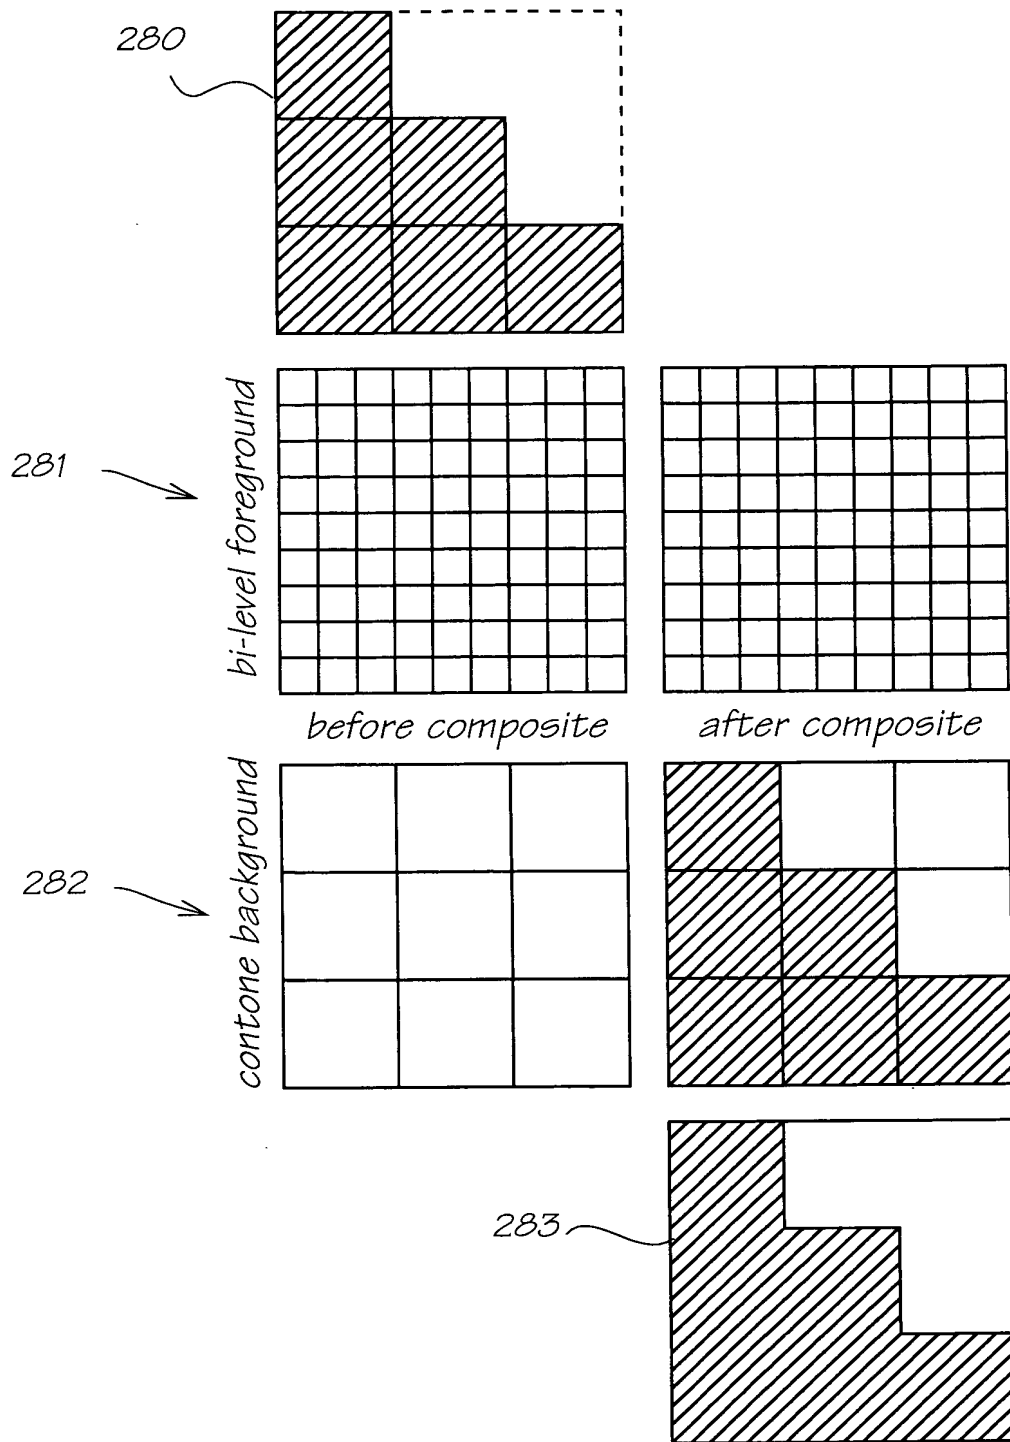 280
bi-level foreground
281
before composite
after composite
contone background
282
283